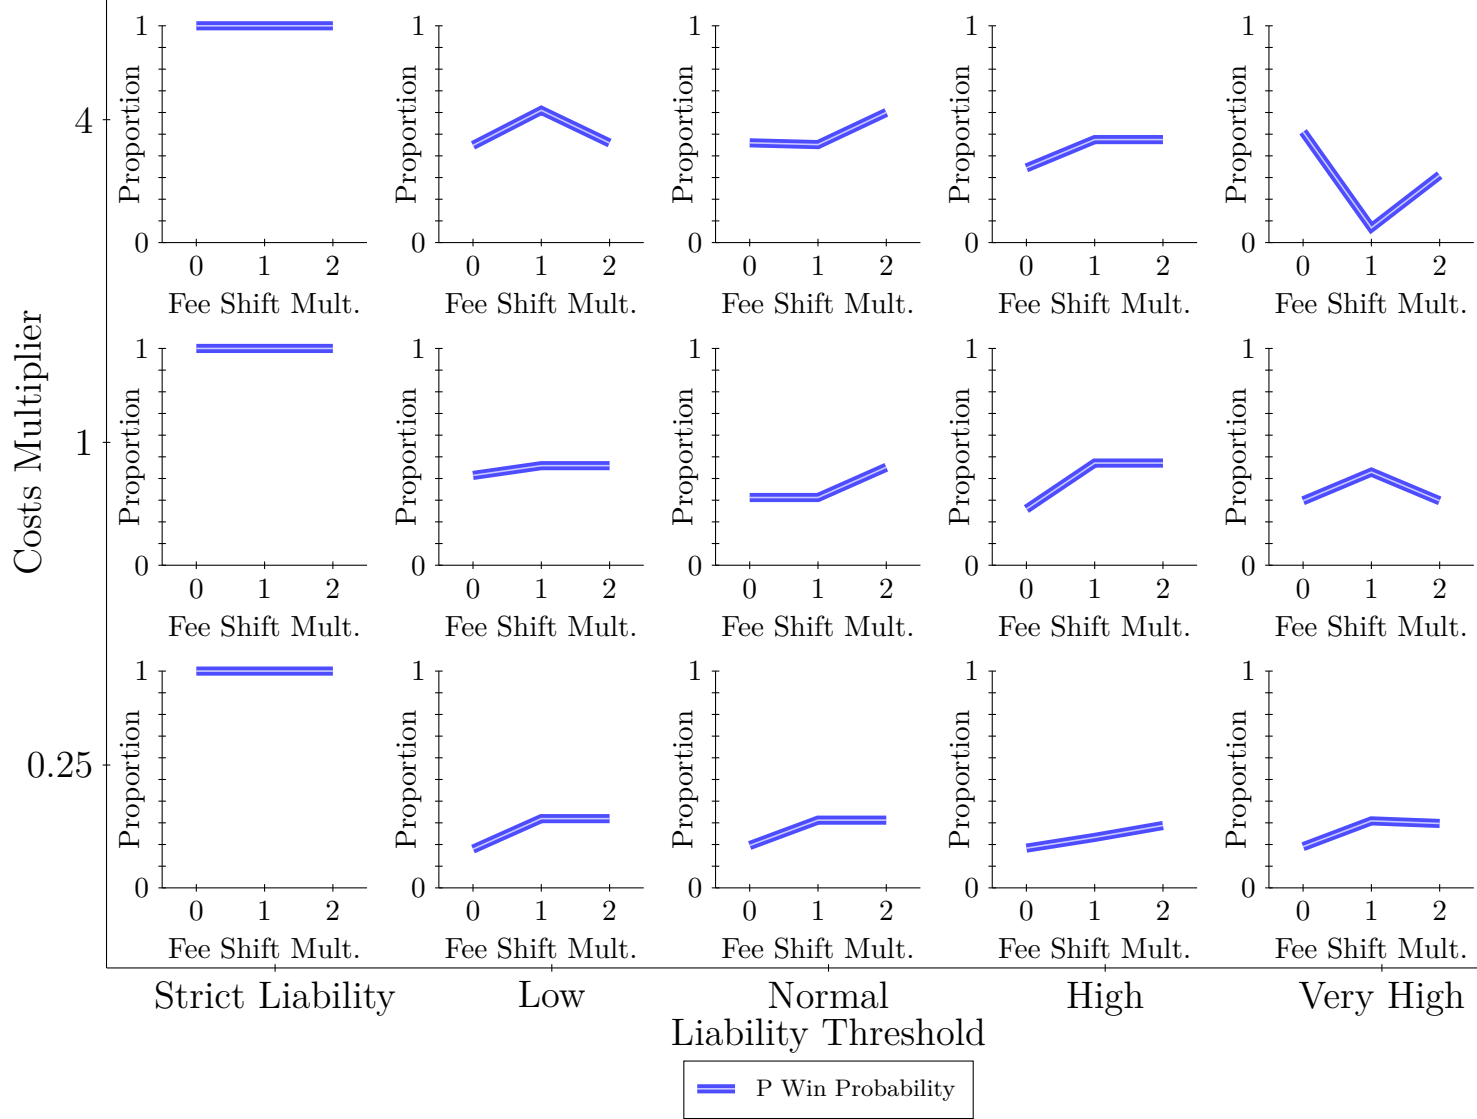 1 1 1 1 1
Proportion Proportion Proportion Proportion Proportion
4
0 0 0 0 0
0 1 2 0 1 2 0 1 2 0 1 2 0 1 2
Fee Shift Mult. Fee Shift Mult. Fee Shift Mult. Fee Shift Mult. Fee Shift Mult.
Costs Multiplier
1 1 1 1 1
Proportion Proportion Proportion Proportion Proportion
1
0 0 0 0 0
0 1 2 0 1 2 0 1 2 0 1 2 0 1 2
Fee Shift Mult. Fee Shift Mult. Fee Shift Mult. Fee Shift Mult. Fee Shift Mult.
1 1 1 1 1
Proportion Proportion Proportion Proportion Proportion
0.25
0 0 0 0 0
0 1 2 0 1 2 0 1 2 0 1 2 0 1 2
Fee Shift Mult. Fee Shift Mult. Fee Shift Mult. Fee Shift Mult. Fee Shift Mult.
Strict Liability Low Normal High Very High
Liability Threshold
P Win Probability